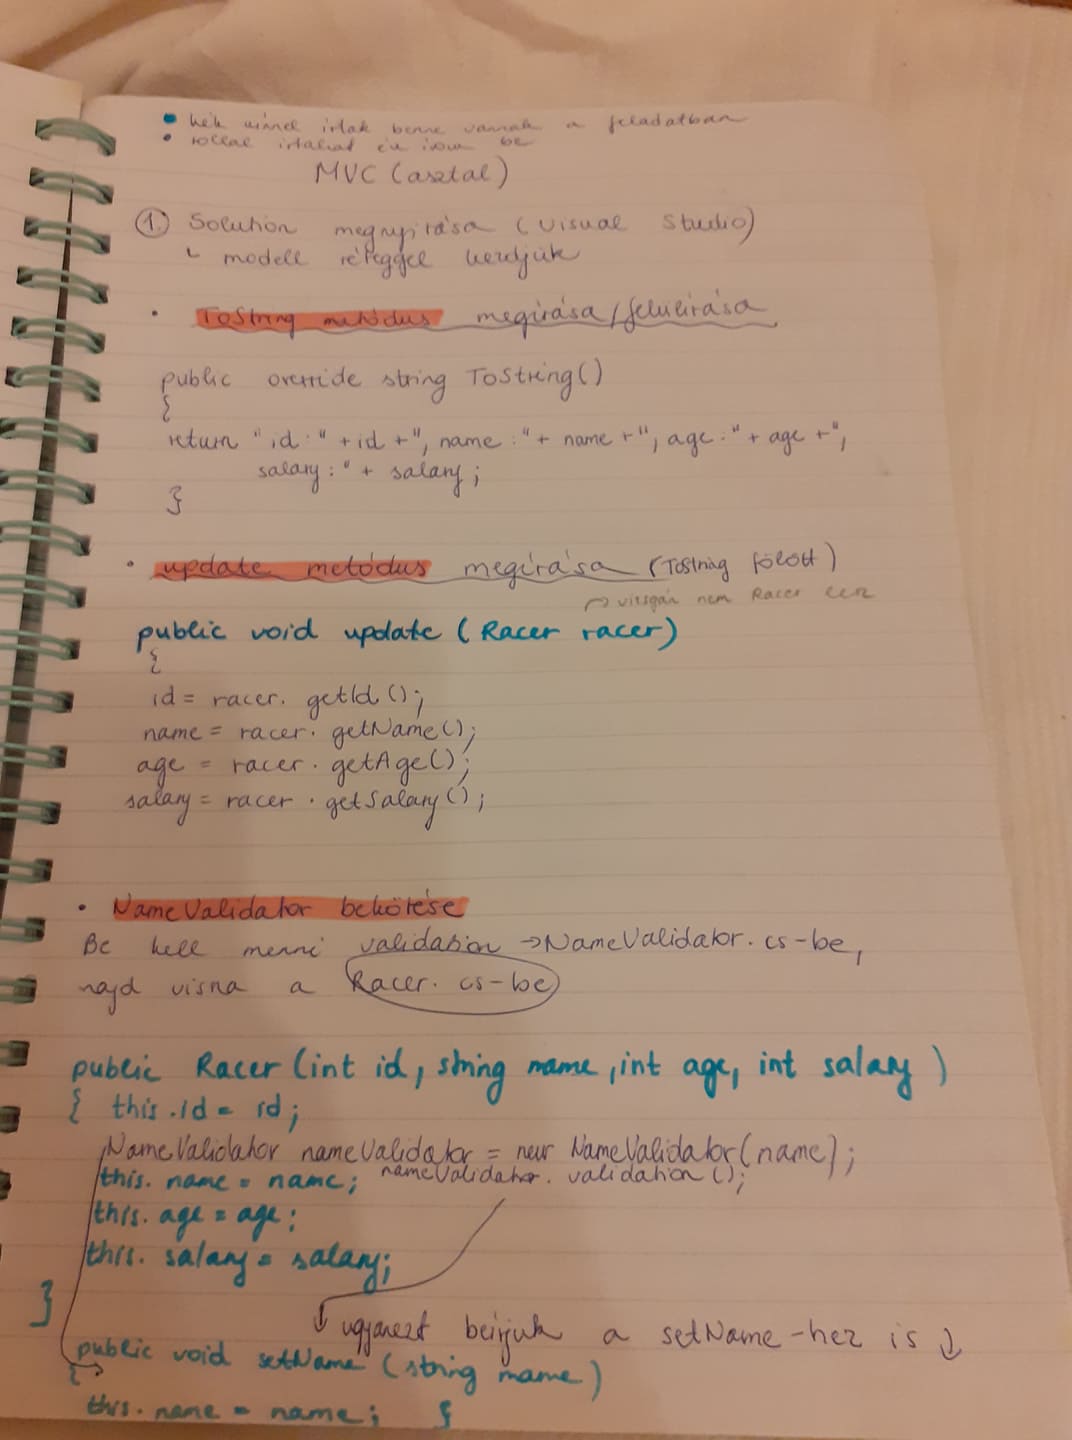 • kék színnel írtak benne vannak a feladatban
• tollal írtakat én írom be
MVC (asztal)
1. Solution megnyitása (Visual Studio)
↳ modell réteggel kezdjük
• ToString metódus megírása/felülírása
public override string ToString()
{
return "id:" + id +", name:"+ name +", age:"+ age +",
salary:" + salary;
}
• update metódus megírása (ToString fölött)
→ vizsgán nem Racer lesz
public void update (Racer racer)
{
id = racer. getId();
name = racer. getName();
age = racer. getAge();
salary = racer . getSalary();
• NameValidator bekötése
Be kell menni validation →NameValidator. cs-be,
majd vissza a Racer. cs-be
public Racer (int id, string name, int age, int salary)
{ this.id = id;
NameValidator nameValidator = new NameValidator(name);
this. name = name; nameValidator. validation();
this. age = age;
this. salary = salary;
}
↓ ugyanezt beírjuk a setName-hez is ↓
public void setName (string name)
{
this. name = name; }